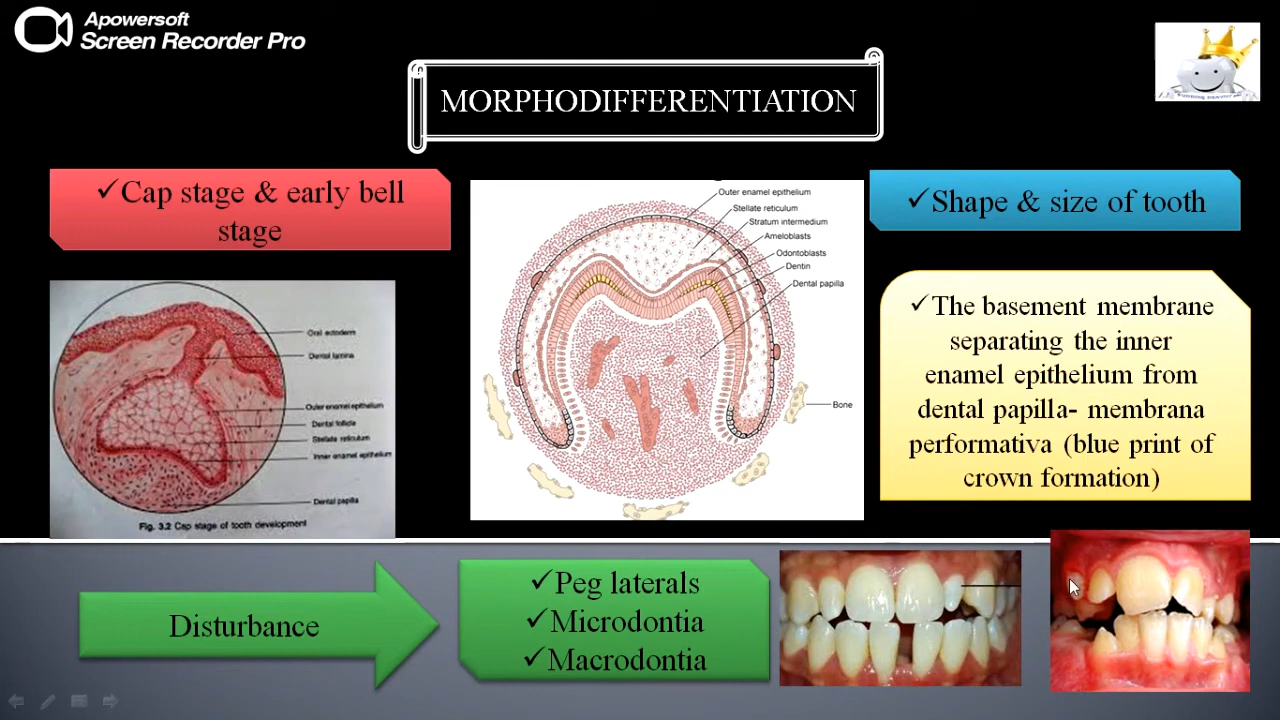 Apowersoft
Screen Recorder Pro
MORPHODIFFERENTIATION
✓Cap stage & early bell
stage
Oral ectoderm
Dental lamina
Outer enamel epithelium
Dental follicle
Stellate reticulum
Inner enamel epithelium
Dental papilla
Fig. 3.2 Cap stage of tooth development
Outer enamel epithelium
Stellate reticulum
Stratum intermedium
Ameloblasts
Odontoblasts
Dentin
Dental papilla
Bone
✓Shape & size of tooth
✓The basement membrane
separating the inner
enamel epithelium from
dental papilla- membrana
performativa (blue print of
crown formation)
Disturbance
✓Peg laterals
✓Microdontia
✓Macrodontia